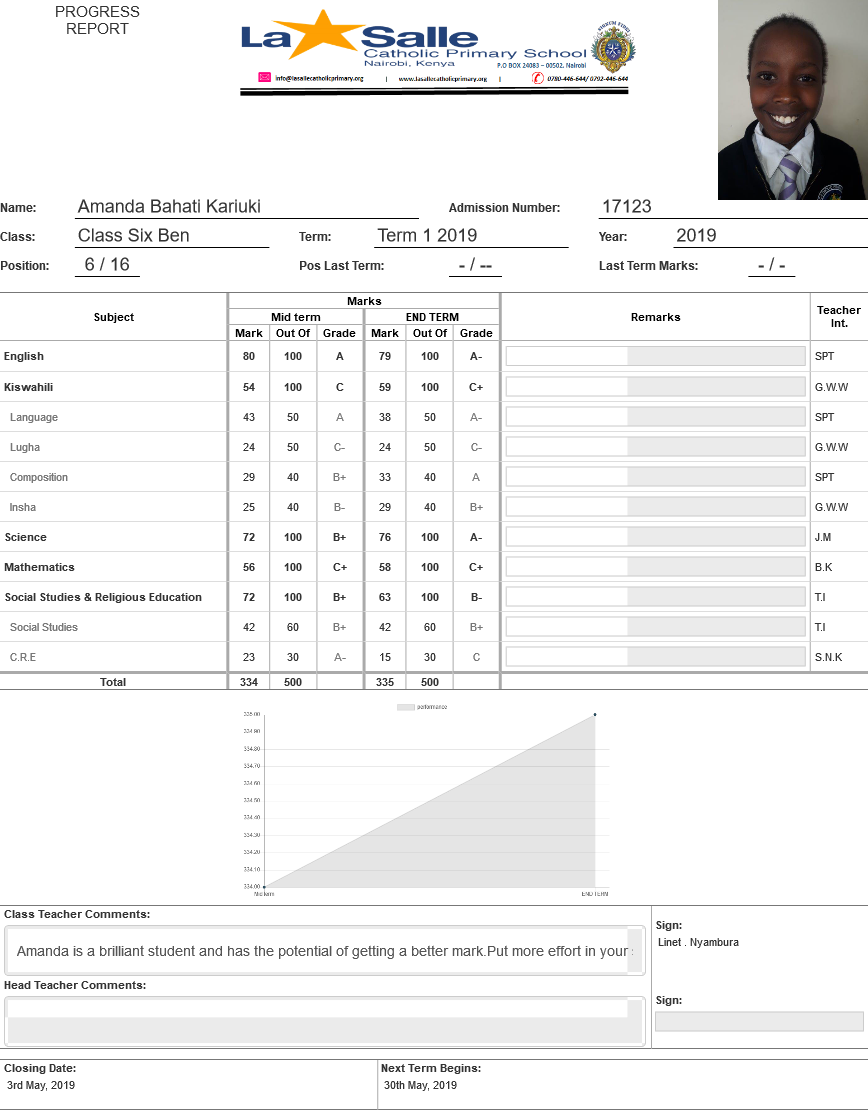 PROGRESS
REPORT
La Salle
Catholic Primary School
Nairobi, Kenya
P.O BOX 24083 – 00502, Nairobi
info@lasallecatholicprimary.org | www.lasallecatholicprimary.org | 0780-446-644/ 0792-446-644
Name: Amanda Bahati Kariuki Admission Number: 17123
Class: Class Six Ben Term: Term 1 2019 Year: 2019
Position: 6 / 16 Pos Last Term: - / -- Last Term Marks: - / -
Marks
Subject Mid term END TERM Remarks Teacher Int.
Mark Out Of Grade Mark Out Of Grade
English 80 100 A 79 100 A- SPT
Kiswahili 54 100 C 59 100 C+ G.W.W
Language 43 50 A 38 50 A- SPT
Lugha 24 50 C- 24 50 C- G.W.W
Composition 29 40 B+ 33 40 A SPT
Insha 25 40 B- 29 40 B+ G.W.W
Science 72 100 B+ 76 100 A- J.M
Mathematics 56 100 C+ 58 100 C+ B.K
Social Studies & Religious Education 72 100 B+ 63 100 B- T.I
Social Studies 42 60 B+ 42 60 B+ T.I
C.R.E 23 30 A- 15 30 C S.N.K
Total 334 500 335 500
performance
335.00
334.90
334.80
334.70
334.60
334.50
334.40
334.30
334.20
334.10
334.00
Mid term END TERM
Class Teacher Comments:
Amanda is a brilliant student and has the potential of getting a better mark.Put more effort in your
Sign:
Linet . Nyambura
Head Teacher Comments:
Sign:
Closing Date: Next Term Begins:
3rd May, 2019 30th May, 2019